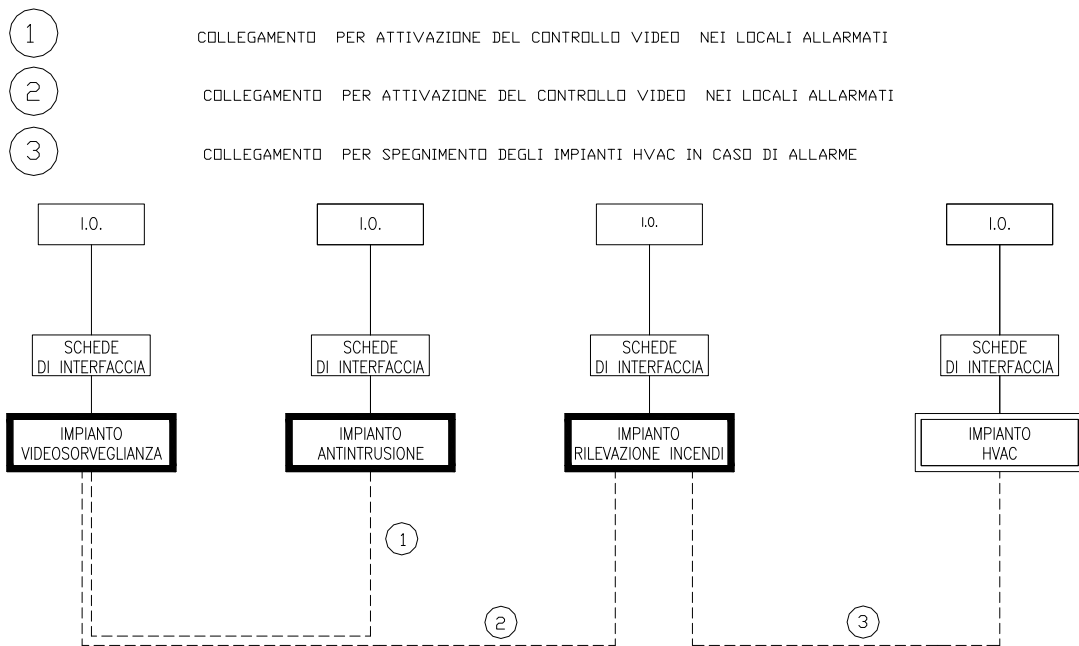 1 COLLEGAMENTO PER ATTIVAZIONE DEL CONTROLLO VIDEO NEI LOCALI ALLARMATI
2 COLLEGAMENTO PER ATTIVAZIONE DEL CONTROLLO VIDEO NEI LOCALI ALLARMATI
3 COLLEGAMENTO PER SPEGNIMENTO DEGLI IMPIANTI HVAC IN CASO DI ALLARME
I.O. I.O. I.O. I.O.
SCHEDE SCHEDE SCHEDE SCHEDE
DI INTERFACCIA DI INTERFACCIA DI INTERFACCIA DI INTERFACCIA
IMPIANTO IMPIANTO IMPIANTO IMPIANTO
VIDEOSORVEGLIANZA ANTINTRUSIONE RILEVAZIONE INCENDI HVAC
1
2 3